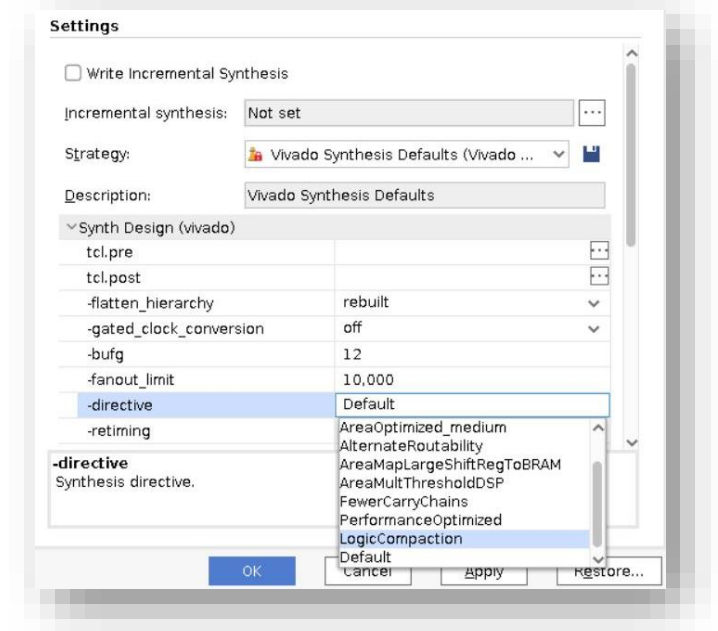 Settings
Write Incremental Synthesis
Incremental synthesis: Not set ...
Strategy: Vivado Synthesis Defaults (Vivado ...
Description: Vivado Synthesis Defaults
Synth Design (vivado)
tcl.pre ...
tcl.post ...
-flatten_hierarchy rebuilt
-gated_clock_conversion off
-bufg 12
-fanout_limit 10,000
-directive Default
-retiming
AreaOptimized_medium
AlternateRoutability
AreaMapLargeShiftRegToBRAM
AreaMultThresholdDSP
FewerCarryChains
PerformanceOptimized
LogicCompaction
Default
-directive
Synthesis directive.
OK Cancel Apply Restore...